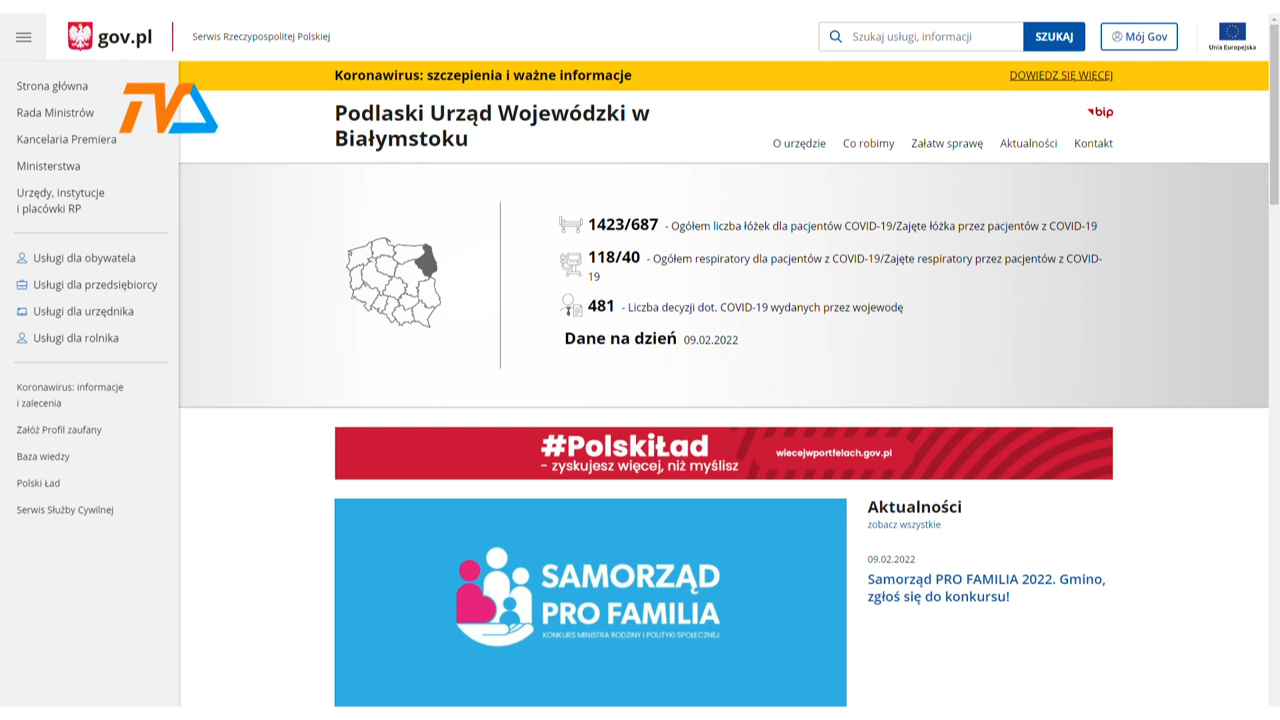 gov.pl
Serwis Rzeczypospolitej Polskiej
Szukaj usługi, informacji
SZUKAJ
Mój Gov
Unia Europejska
Strona główna
Rada Ministrów
Kancelaria Premiera
Ministerstwa
Urzędy, instytucje
i placówki RP
Usługi dla obywatela
Usługi dla przedsiębiorcy
Usługi dla urzędnika
Usługi dla rolnika
Koronawirus: informacje
i zalecenia
Załóż Profil zaufany
Baza wiedzy
Polski Ład
Serwis Służby Cywilnej
Koronawirus: szczepienia i ważne informacje
DOWIEDZ SIĘ WIĘCEJ
Podlaski Urząd Wojewódzki w
Białymstoku
bip
O urzędzie
Co robimy
Załatw sprawę
Aktualności
Kontakt
1423/687 - Ogółem liczba łóżek dla pacjentów COVID-19/Zajęte łóżka przez pacjentów z COVID-19
118/40 - Ogółem respiratory dla pacjentów z COVID-19/Zajęte respiratory przez pacjentów z COVID-
19
481 - Liczba decyzji dot. COVID-19 wydanych przez wojewodę
Dane na dzień 09.02.2022
#PolskiŁad
- zyskujesz więcej, niż myślisz
wiecejwportfelach.gov.pl
SAMORZĄD
PRO FAMILIA
KONKURS MINISTRA RODZINY I POLITYKI SPOŁECZNEJ
Aktualności
zobacz wszystkie
09.02.2022
Samorząd PRO FAMILIA 2022. Gmino,
zgłoś się do konkursu!